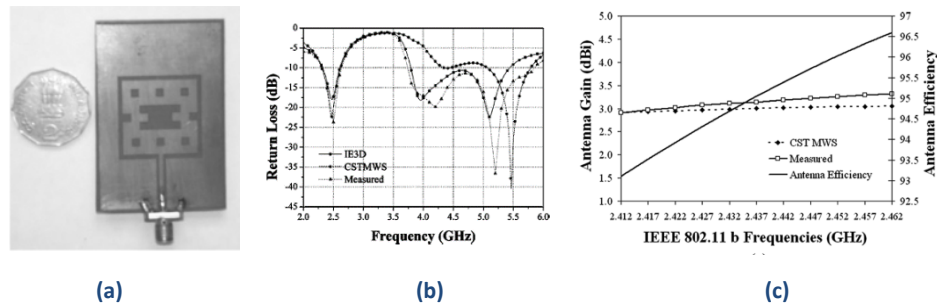 0
-5
-10
-15
-20
-25
-30
-35
-40
-45
Return Loss (dB)
IE3D
CSTMWS
Measured
2.0 2.5 3.0 3.5 4.0 4.5 5.0 5.5 6.0
Frequency (GHz)
5.0
4.5
4.0
3.5
3.0
2.5
2.0
1.5
1.0
Antenna Gain (dBi)
CST MWS
Measured
Antenna Efficiency
97
96.5
96
95.5
95
94.5
94
93.5
93
92.5
Antenna Efficiency
2.412 2.417 2.422 2.427 2.432 2.437 2.442 2.447 2.452 2.457 2.462
IEEE 802.11 b Frequencies (GHz)
(a) (b) (c)